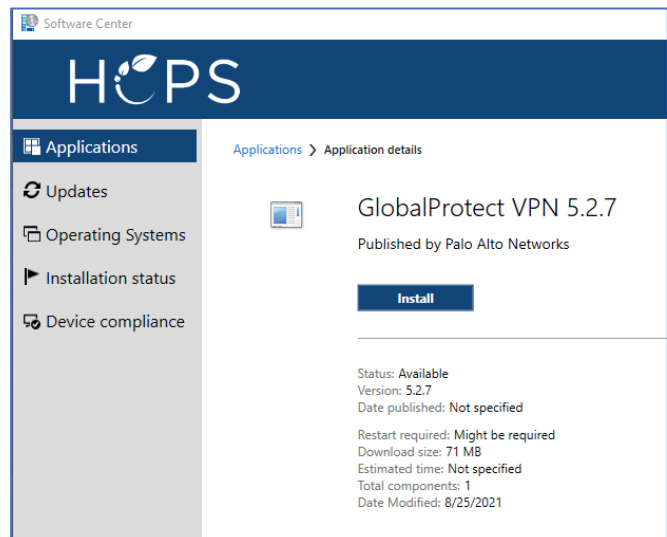 Software Center
HCPS
Applications
Applications > Application details
Updates
GlobalProtect VPN 5.2.7
Operating Systems
Published by Palo Alto Networks
Installation status
Install
Device compliance
Status: Available
Version: 5.2.7
Date published: Not specified
Restart required: Might be required
Download size: 71 MB
Estimated time: Not specified
Total components: 1
Date Modified: 8/25/2021